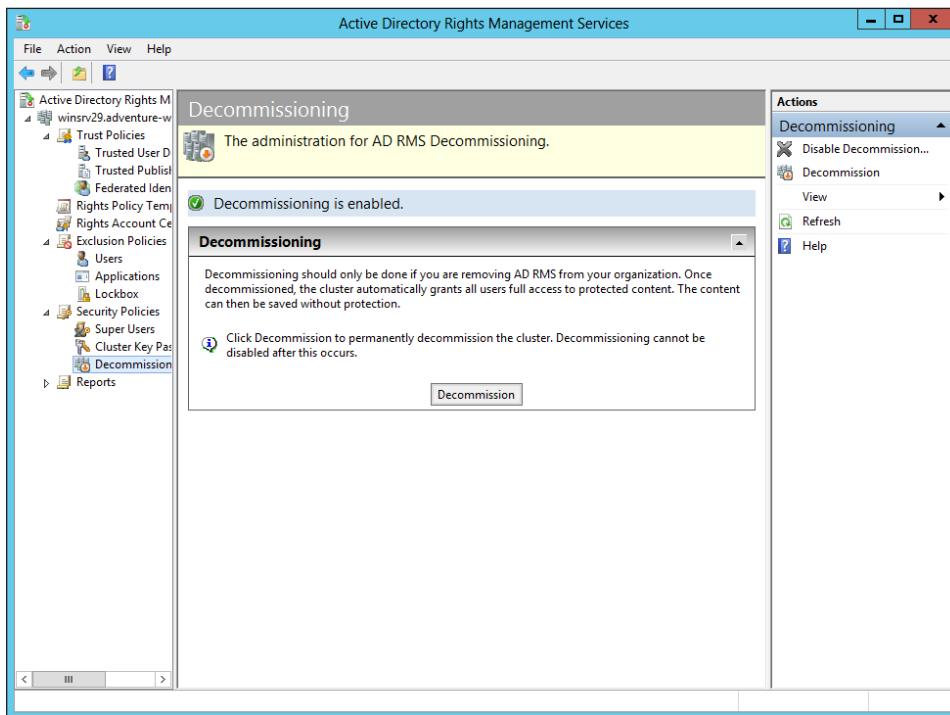 Active Directory Rights Management Services
File Action View Help
Active Directory Rights M
winsrv29.adventure-w
Trust Policies
Trusted User D
Trusted Publish
Federated Iden
Rights Policy Temp
Rights Account Ce
Exclusion Policies
Users
Applications
Lockbox
Security Policies
Super Users
Cluster Key Pas
Decommission
Reports
Decommissioning
The administration for AD RMS Decommissioning.
Decommissioning is enabled.
Decommissioning
Decommissioning should only be done if you are removing AD RMS from your organization. Once
decommissioned, the cluster automatically grants all users full access to protected content. The content
can then be saved without protection.
Click Decommission to permanently decommission the cluster. Decommissioning cannot be
disabled after this occurs.
Decommission
Actions
Decommissioning
Disable Decommission...
Decommission
View
Refresh
Help